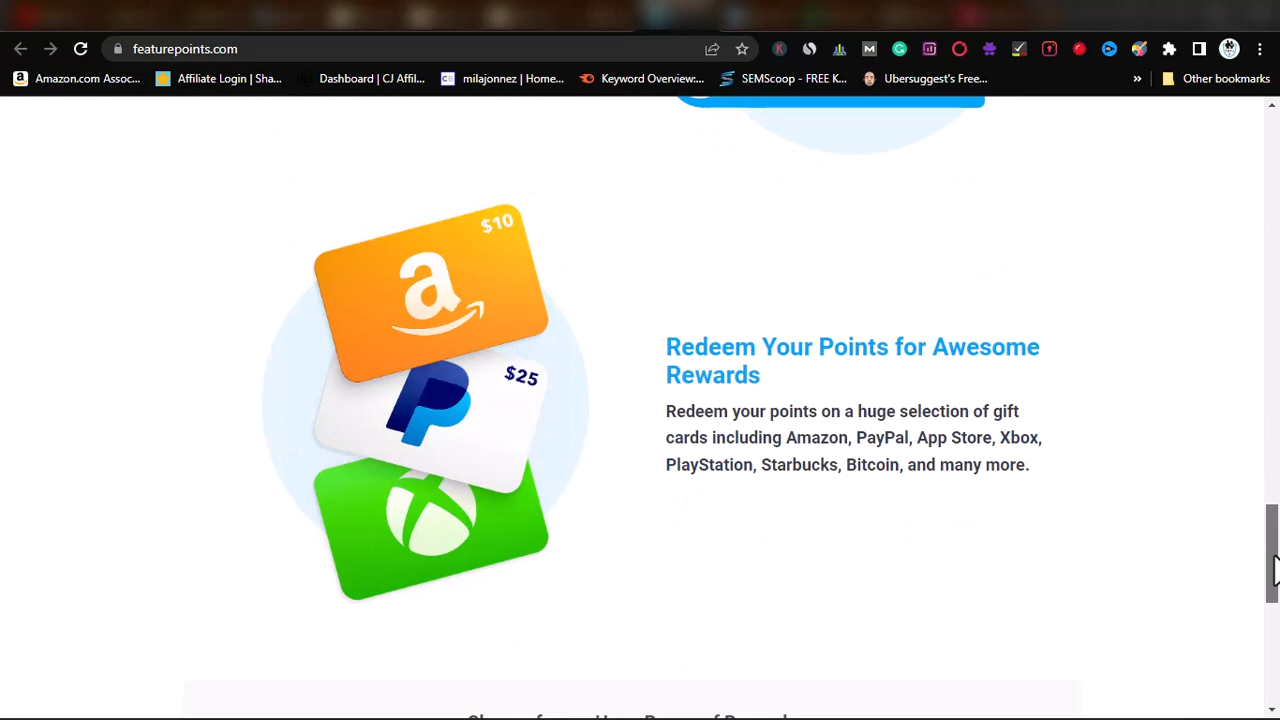 featurepoints.com
Amazon.com Assoc...
Affiliate Login | Sha...
Dashboard | CJ Affil...
CB
milajonnez | Home...
Keyword Overview:...
SEMScoop - FREE K...
Ubersuggest's Free...
»
Other bookmarks
$10
a
$25
Redeem Your Points for Awesome
Rewards
Redeem your points on a huge selection of gift
cards including Amazon, PayPal, App Store, Xbox,
PlayStation, Starbucks, Bitcoin, and many more.